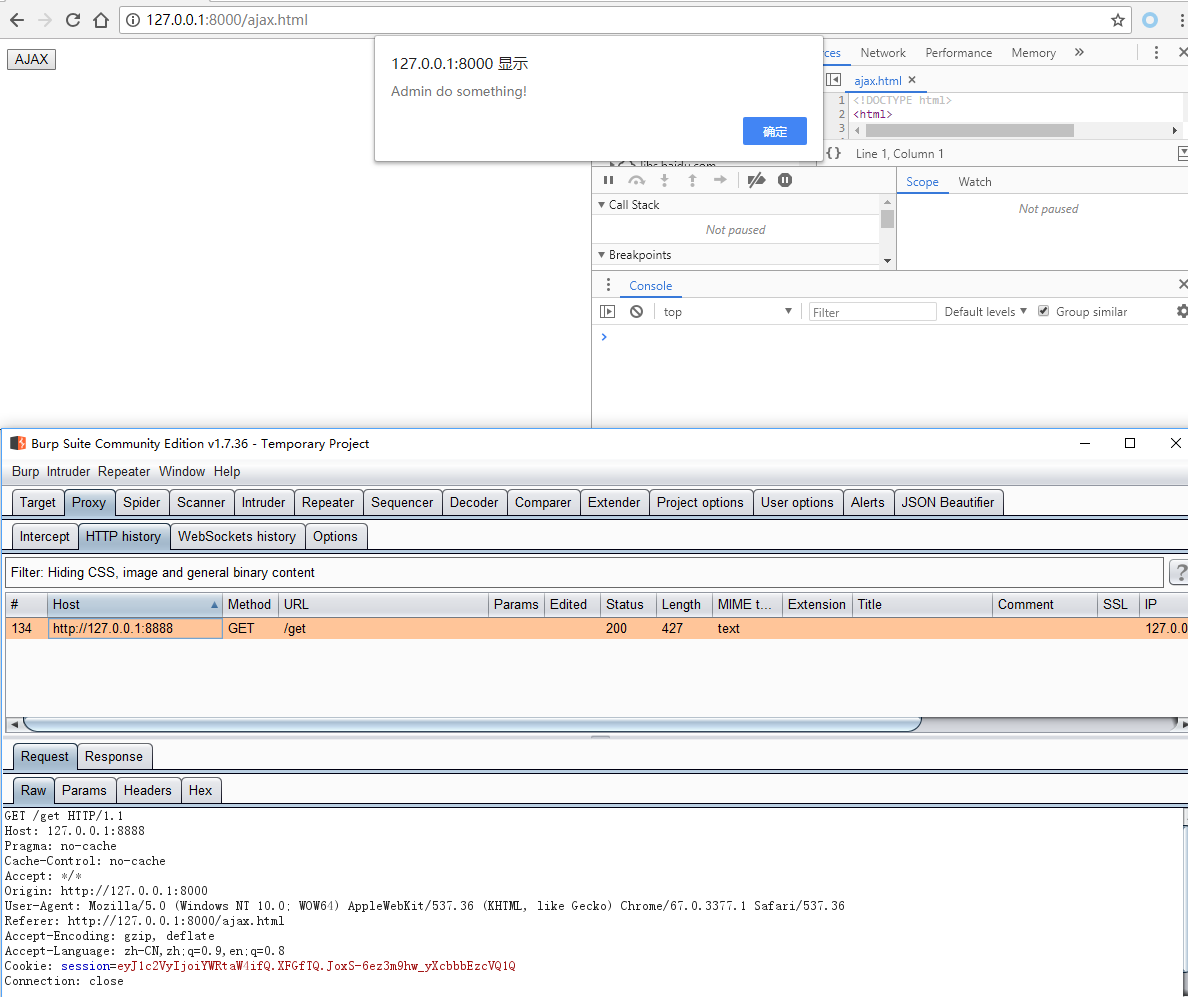 127.0.0.1:8000/ajax.html
AJAX
127.0.0.1:8000 显示
Admin do something!
确定
ces Network Performance Memory »
ajax.html ×
1 <!DOCTYPE html>
2 <html>
3
{} Line 1, Column 1
libs.baidu.com
Scope Watch
Call Stack
Not paused
Not paused
Breakpoints
Console
top Filter Default levels Group similar
Burp Suite Community Edition v1.7.36 - Temporary Project
Burp Intruder Repeater Window Help
Target Proxy Spider Scanner Intruder Repeater Sequencer Decoder Comparer Extender Project options User options Alerts JSON Beautifier
Intercept HTTP history WebSockets history Options
Filter: Hiding CSS, image and general binary content ?
# Host Method URL Params Edited Status Length MIME t... Extension Title Comment SSL IP
134 http://127.0.0.1:8888 GET /get 200 427 text 127.0.0
Request Response
Raw Params Headers Hex
GET /get HTTP/1.1
Host: 127.0.0.1:8888
Pragma: no-cache
Cache-Control: no-cache
Accept: */*
Origin: http://127.0.0.1:8000
User-Agent: Mozilla/5.0 (Windows NT 10.0; WOW64) AppleWebKit/537.36 (KHTML, like Gecko) Chrome/67.0.3377.1 Safari/537.36
Referer: http://127.0.0.1:8000/ajax.html
Accept-Encoding: gzip, deflate
Accept-Language: zh-CN,zh;q=0.9,en;q=0.8
Cookie: session=eyJ1c2VyIjoiYWRtaW4ifQ.XFGfTQ.JoxS-6ez3m9hw_yXcbbbEzcVQ1Q
Connection: close